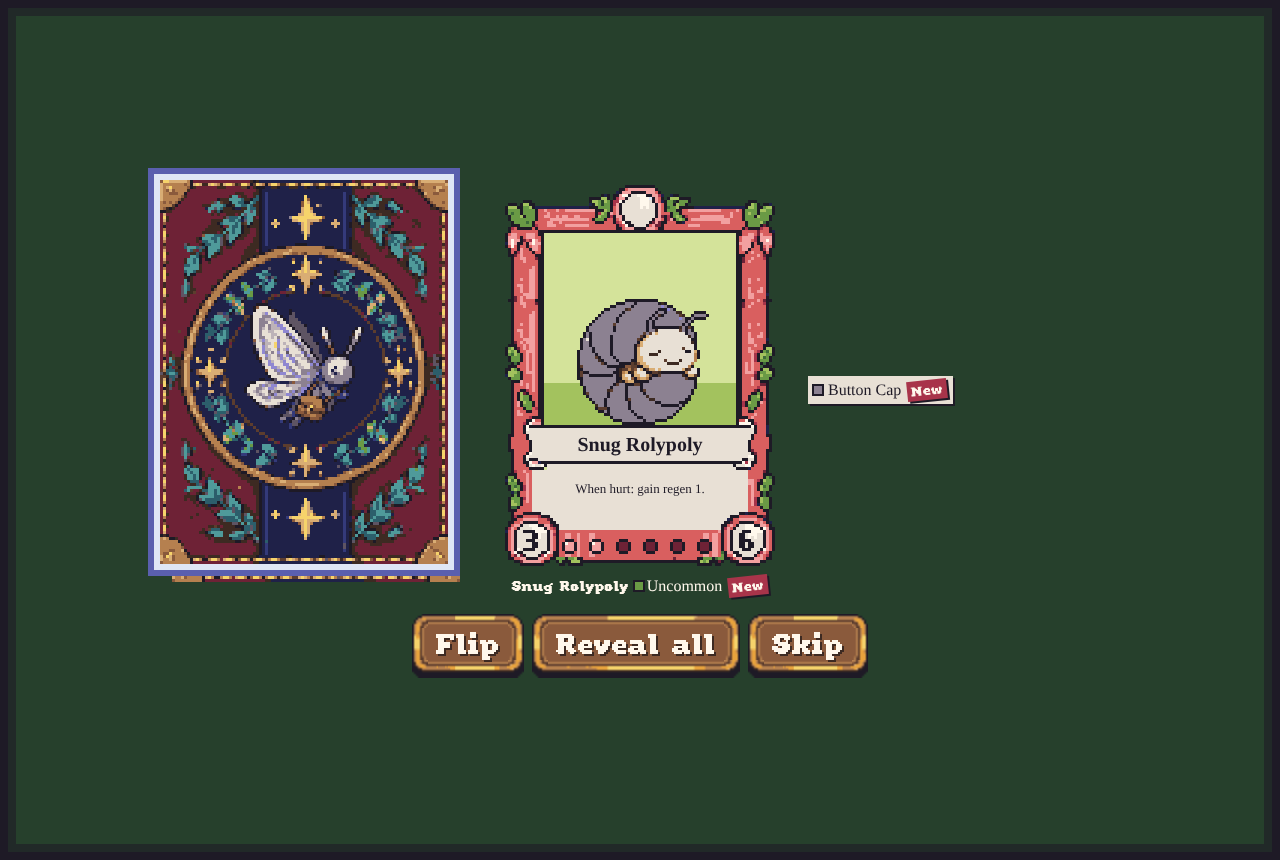 Snug Rolypoly
When hurt: gain regen 1.
3
6
Snug Rolypoly Uncommon New
Button Cap New
Flip
Reveal all
Skip